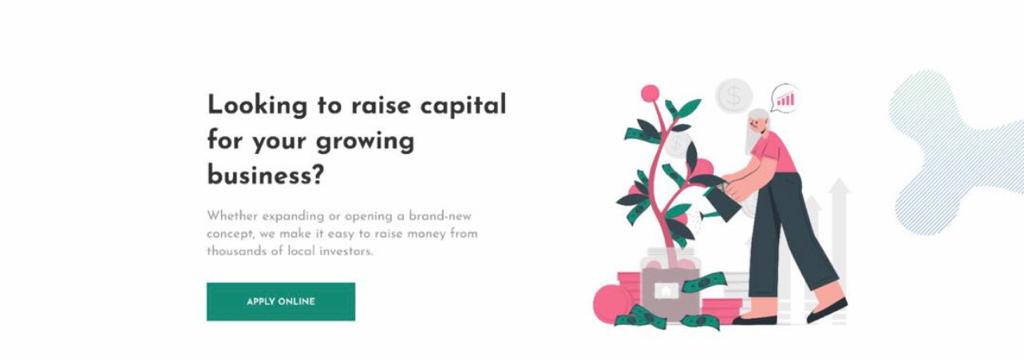 Looking to raise capital
for your growing
business?
Whether expanding or opening a brand-new
concept, we make it easy to raise money from
thousands of local investors.
APPLY ONLINE